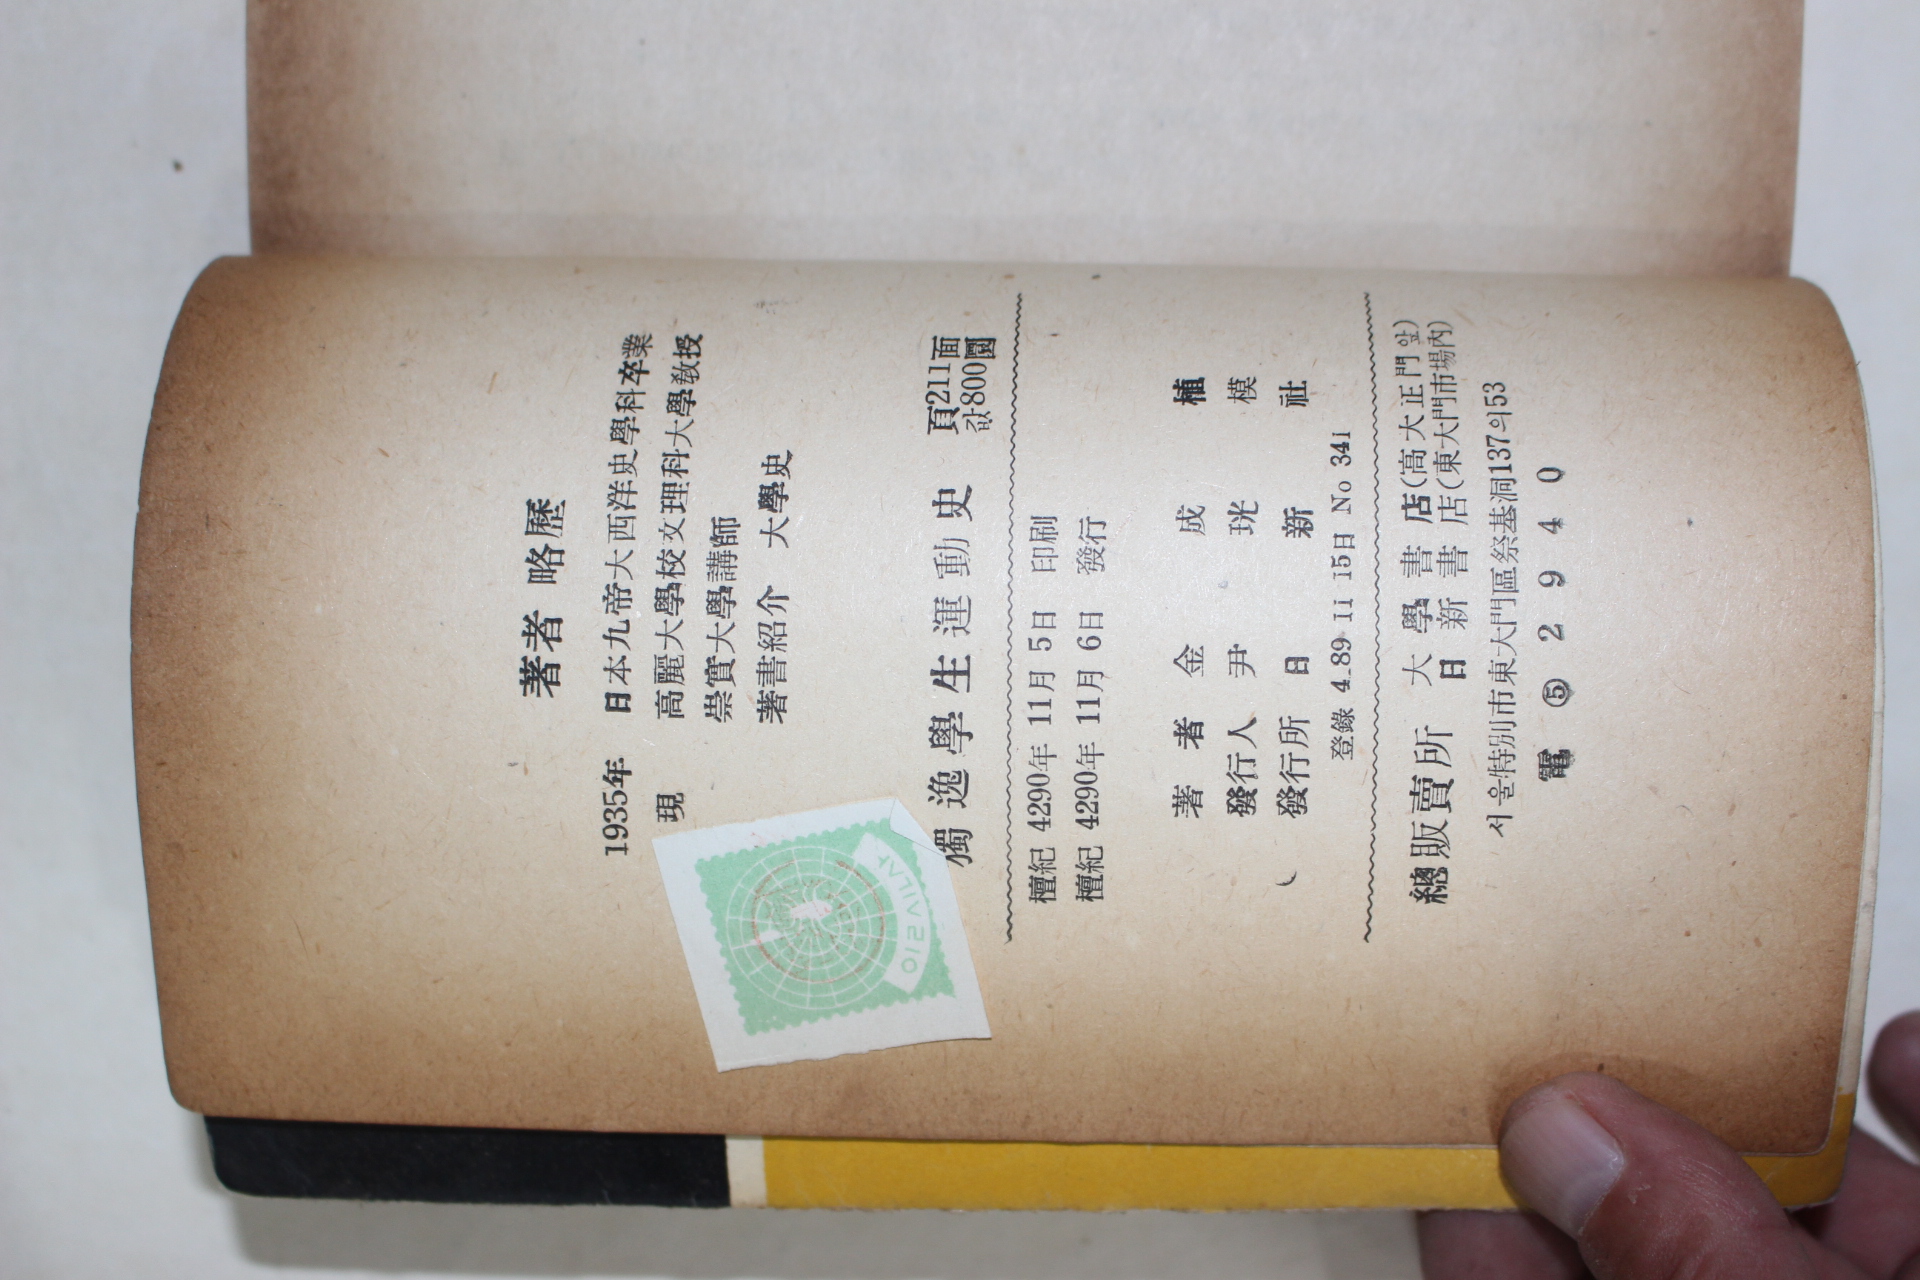 著者 略歷
1935年 日本九帝大西洋史學科卒業
現 高麗大學校文理科大學敎授
崇實大學講師
著書紹介 大學史
獨逸學生運動史 頁211面
값800圜
檀紀 4290年 11月 5日 印刷
檀紀 4290年 11月 6日 發行
著者 金成植
發行人 尹珖模
發行所 日新社
登錄 4289 11 15日 No 341
總販賣所 大學書店(高大正門앞)
日新書店(東大門市場內)
서울特別市東大門區祭基洞137의53
電⑤2940